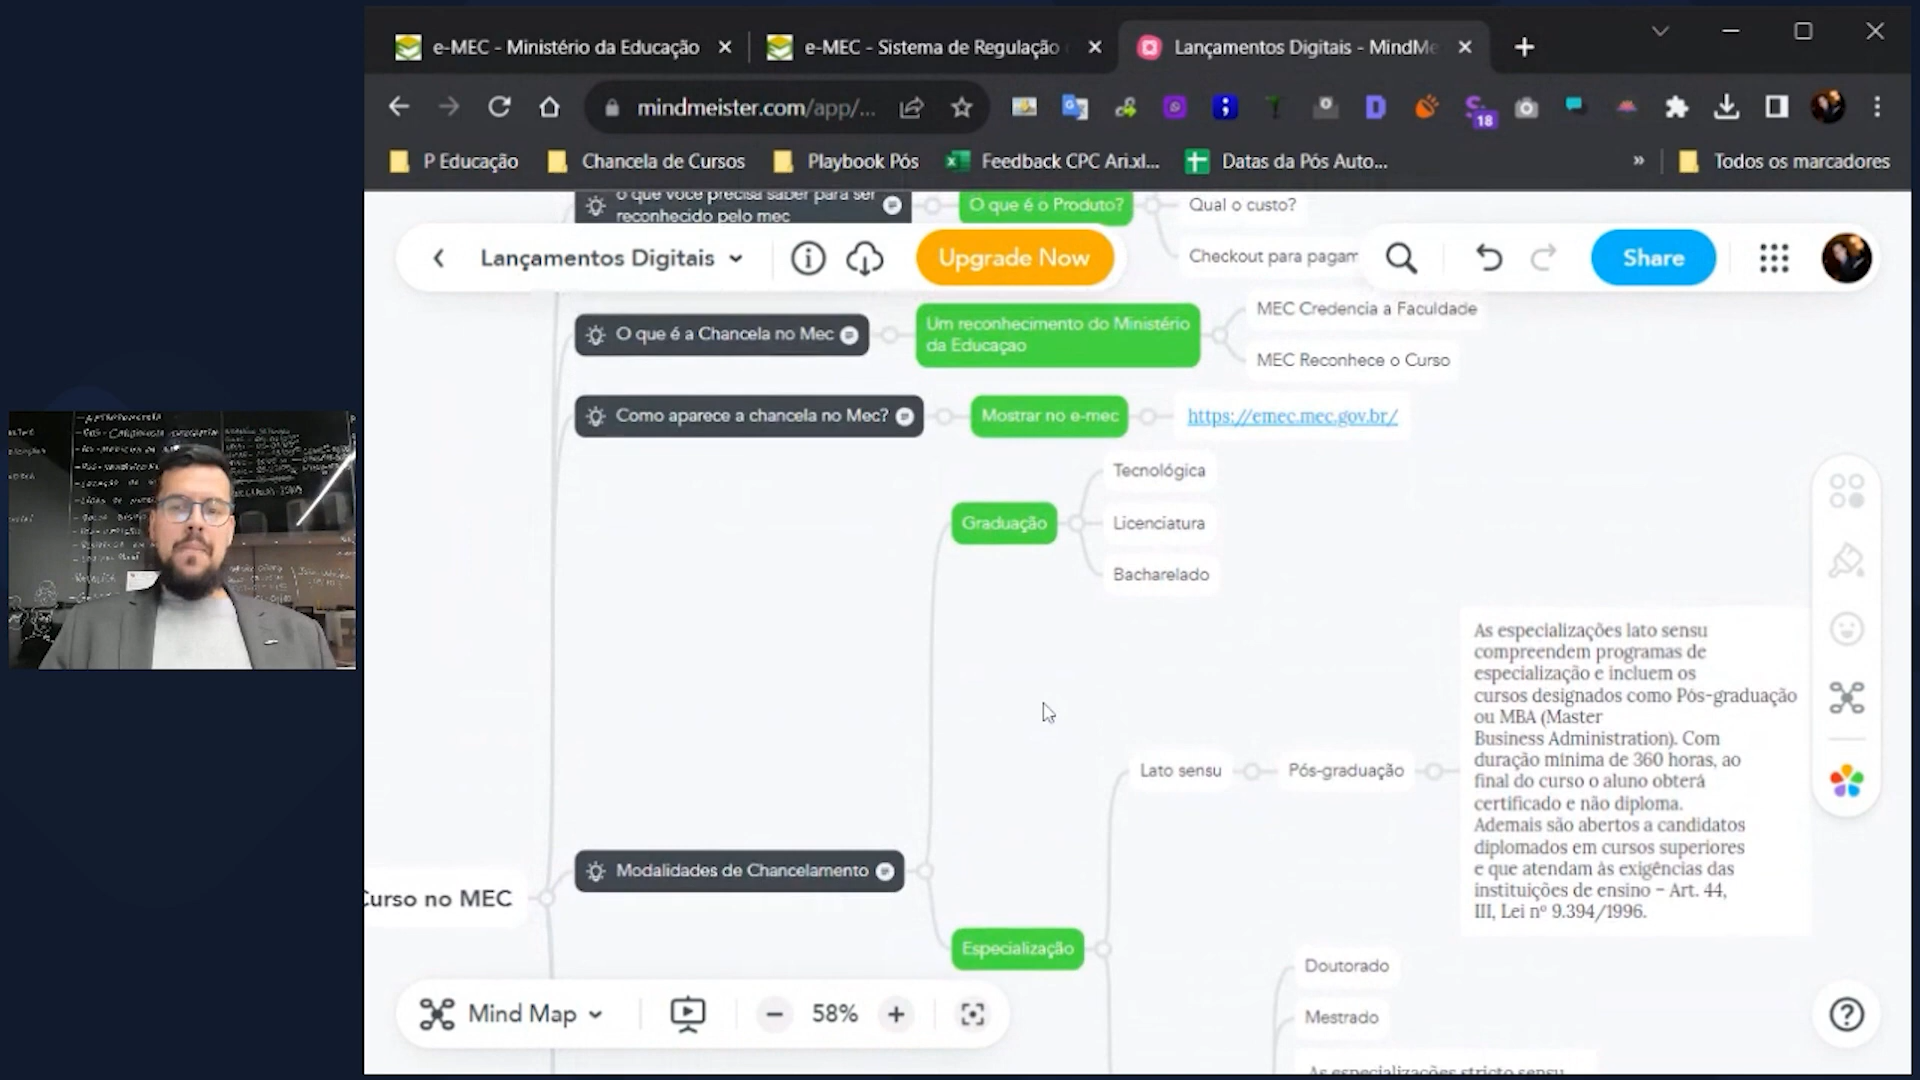 e-MEC - Ministério da Educação
e-MEC - Sistema de Regulação
Lançamentos Digitais - MindMe
mindmeister.com/app/...
18
P Educação
Chancela de Cursos
Playbook Pós
Feedback CPC Ari.xl...
Datas da Pós Auto...
»
Todos os marcadores
o que você precisa saber para ser
reconhecido pelo mec
O que é o Produto?
Qual o custo?
Lançamentos Digitais
Upgrade Now
Checkout para pagam
Share
O que é a Chancela no Mec
Um reconhecimento do Ministério
da Educaçao
MEC Credencia a Faculdade
MEC Reconhece o Curso
Como aparece a chancela no Mec?
Mostrar no e-mec
https://emec.mec.gov.br/
Graduação
Tecnológica
Licenciatura
Bacharelado
Lato sensu
Pós-graduação
As especializações lato sensu
compreendem programas de
especialização e incluem os
cursos designados como Pós-graduação
ou MBA (Master
Business Administration). Com
duração mínima de 360 horas, ao
final do curso o aluno obterá
certificado e não diploma.
Ademais são abertos a candidatos
diplomados em cursos superiores
e que atendam às exigências das
instituições de ensino – Art. 44,
III, Lei nº 9.394/1996.
Modalidades de Chancelamento
Curso no MEC
Especialização
Doutorado
Mestrado
As especializações stricto sensu
Mind Map
58%